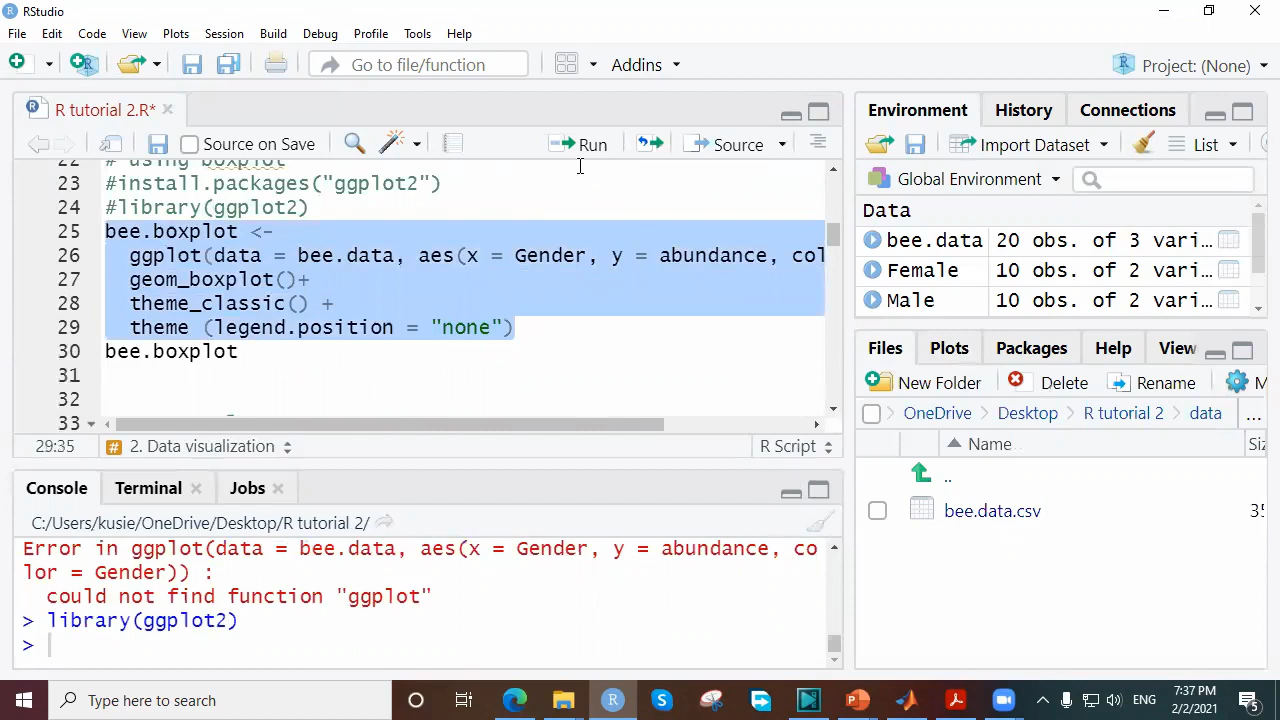 RStudio
File Edit Code View Plots Session Build Debug Profile Tools Help
Go to file/function Addins Project: (None)
R tutorial 2.R*
Source on Save Run Source
22 # using boxplot
23 #install.packages("ggplot2")
24 #library(ggplot2)
25 bee.boxplot <-
26 ggplot(data = bee.data, aes(x = Gender, y = abundance, col
27 geom_boxplot()+
28 theme_classic() +
29 theme (legend.position = "none")
30 bee.boxplot
31
32
33
29:35 # 2. Data visualization R Script
Console Terminal Jobs
C:/Users/kusie/OneDrive/Desktop/R tutorial 2/
Error in ggplot(data = bee.data, aes(x = Gender, y = abundance, co
lor = Gender)) :
could not find function "ggplot"
> library(ggplot2)
>
Environment History Connections
Import Dataset List
Global Environment
Data
bee.data 20 obs. of 3 vari…
Female 10 obs. of 2 vari…
Male 10 obs. of 2 vari…
Files Plots Packages Help View
New Folder Delete Rename M
OneDrive Desktop R tutorial 2 data ...
Name Siz
..
bee.data.csv 35
Type here to search
ENG
7:37 PM
2/2/2021
5